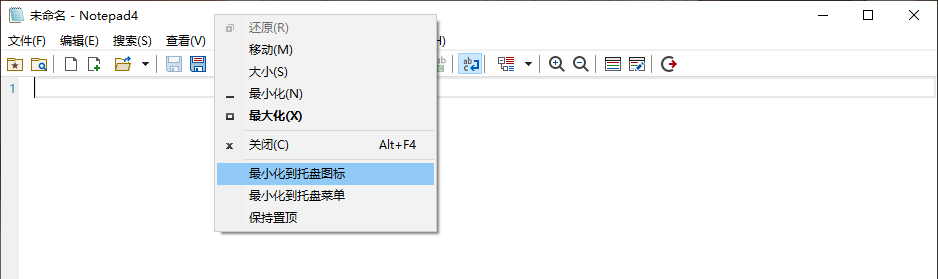 未命名 - Notepad4
文件(F) 编辑(E) 搜索(S) 查看(V) H)
还原(R)
移动(M)
大小(S)
最小化(N)
最大化(X)
关闭(C) Alt+F4
最小化到托盘图标
最小化到托盘菜单
保持置顶
1